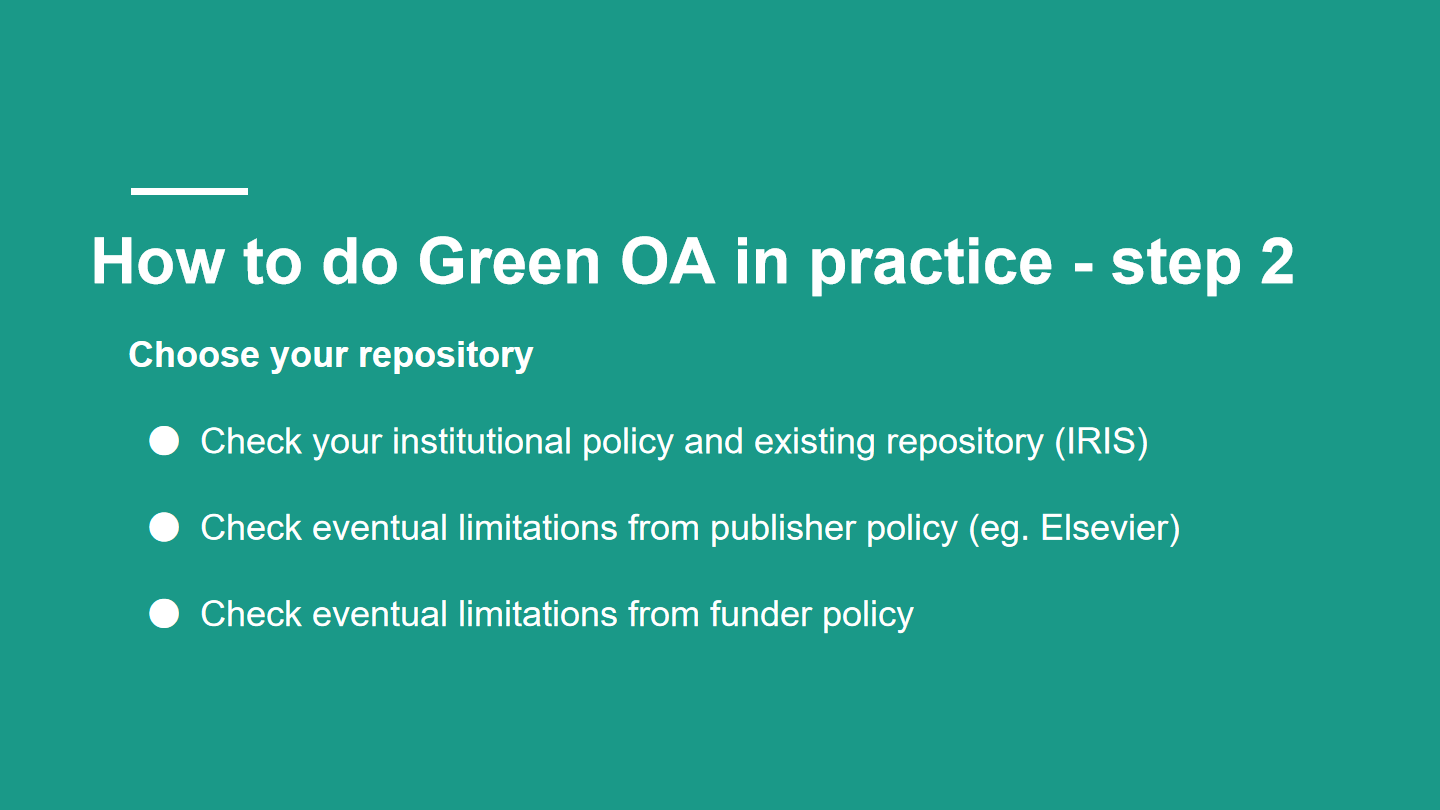 How to do Green OA in practice - step 2
Choose your repository
● Check your institutional policy and existing repository (IRIS)
● Check eventual limitations from publisher policy (eg. Elsevier)
● Check eventual limitations from funder policy